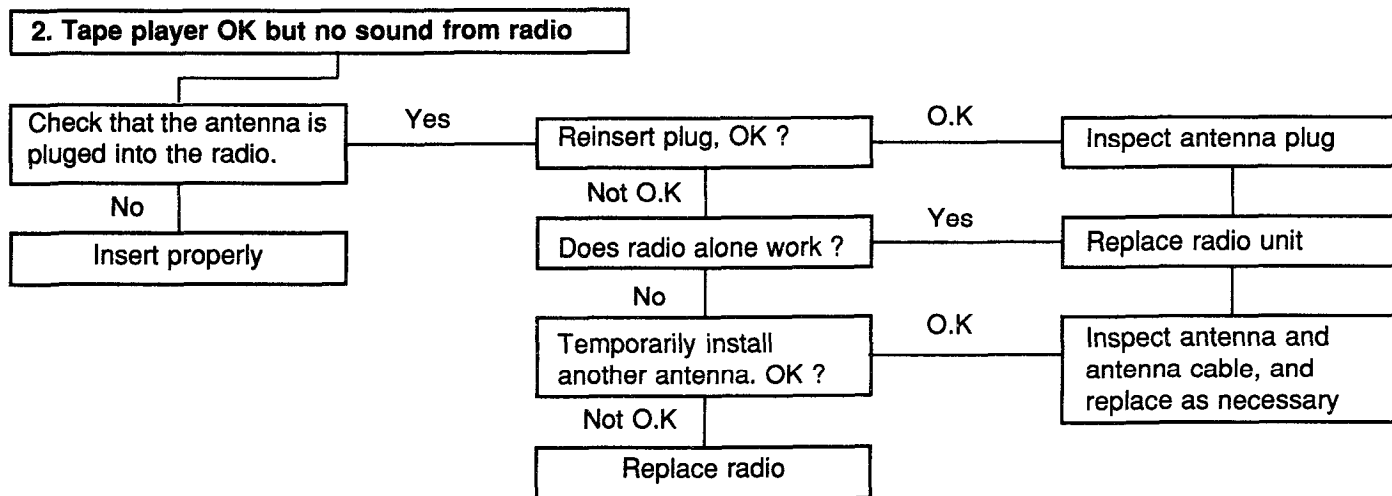 2. Tape player OK but no sound from radio
Check that the antenna is
pluged into the radio.
Yes
Reinsert plug, OK ?
O.K
Inspect antenna plug
No
Not O.K
Insert properly
Does radio alone work ?
Yes
Replace radio unit
No
Temporarily install
another antenna. OK ?
O.K
Inspect antenna and
antenna cable, and
replace as necessary
Not O.K
Replace radio